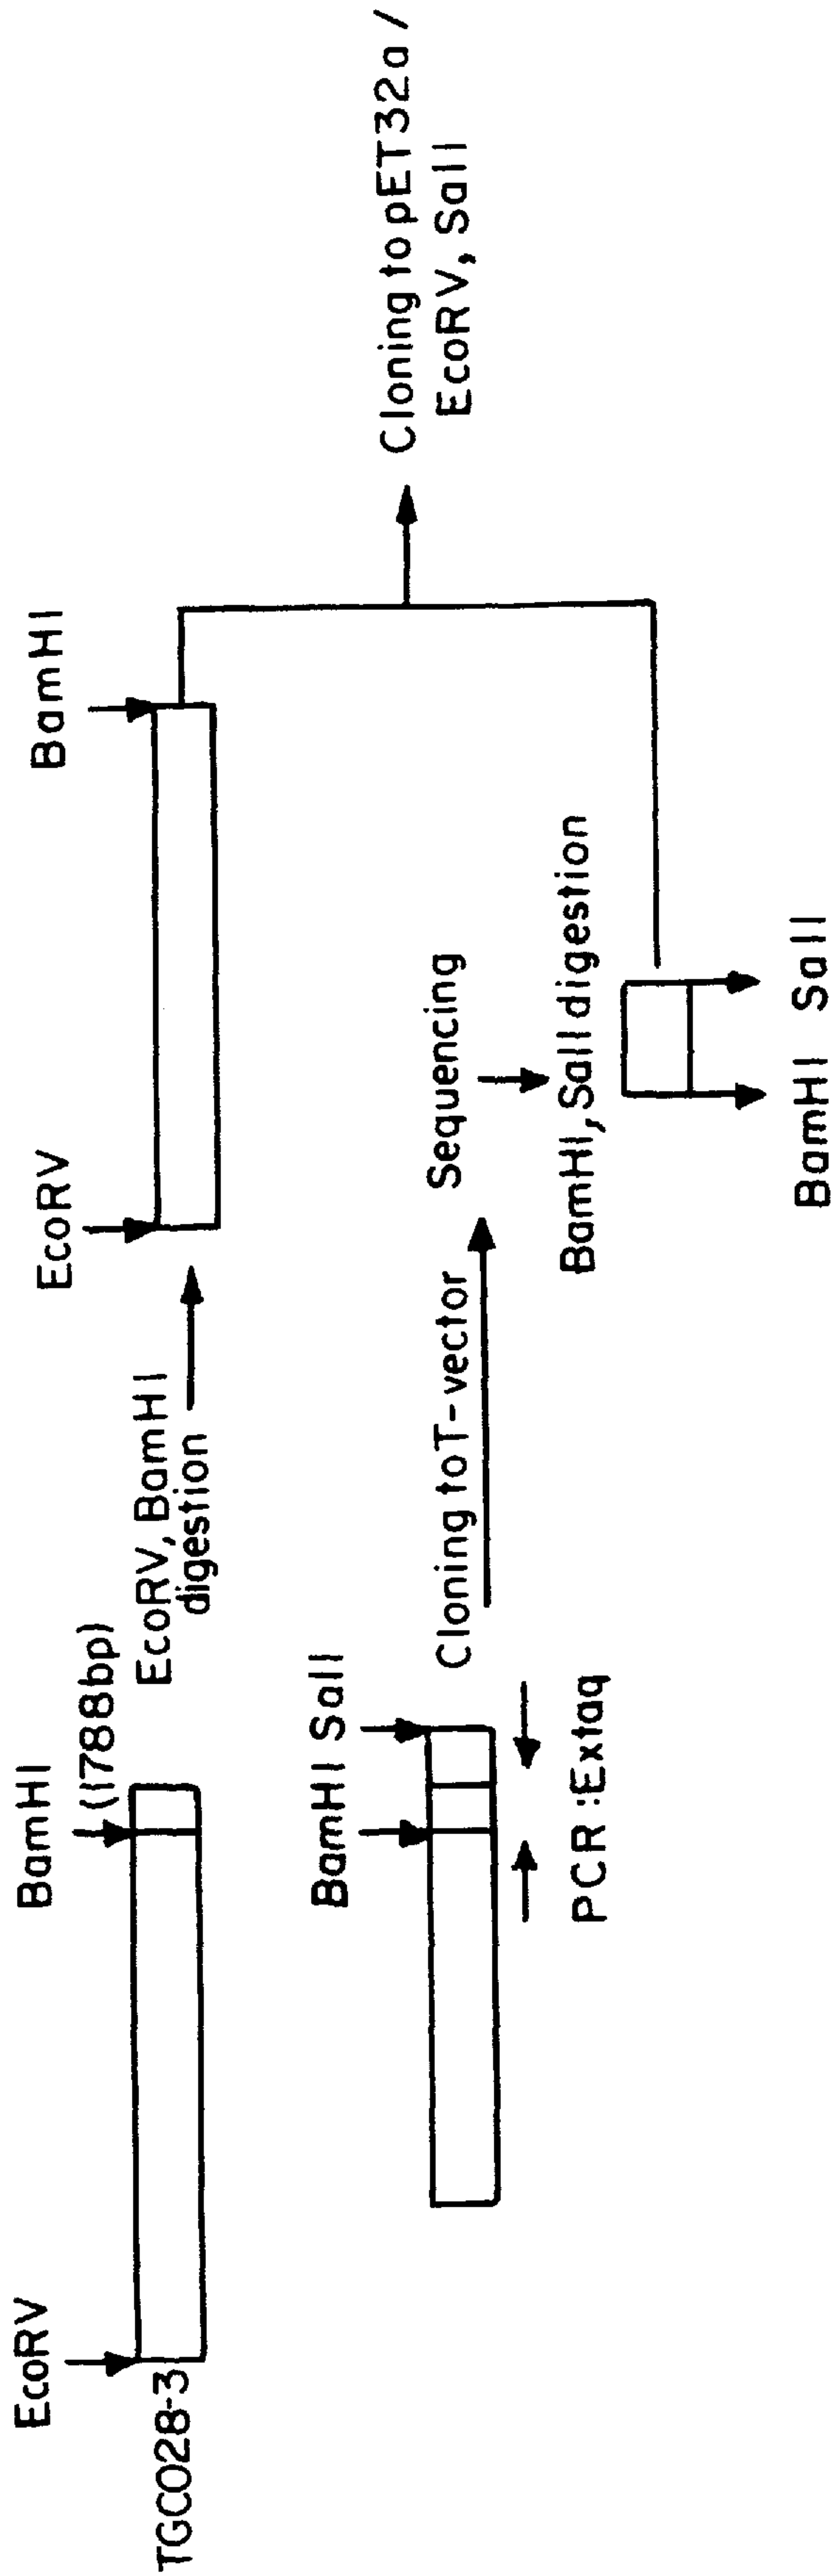 EcoRV
BamHI
(1788bp)
TGC028-3
EcoRV, BamHI
digestion
EcoRV
BamHI
BamHI SalI
PCR :Extaq
Cloning to T-vector
Sequencing
BamHI, SalI digestion
BamHI SalI
Cloning to pET32a /
EcoRV, SalI